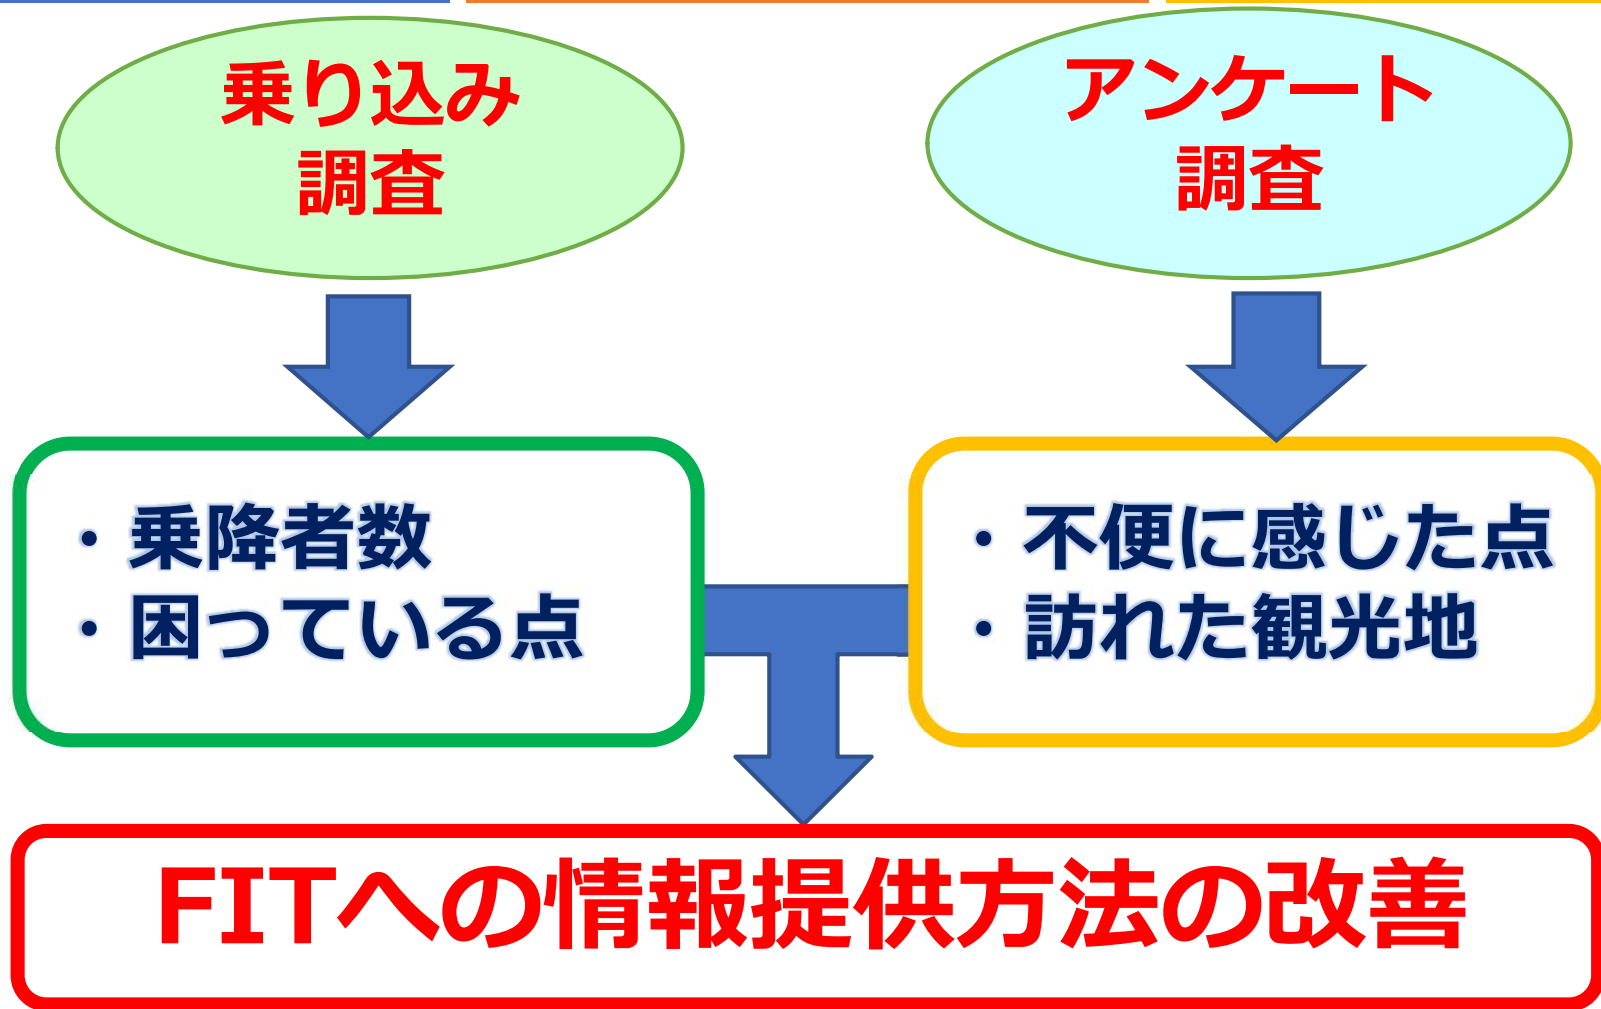 乗り込み
調査
アンケート
調査
・乗降者数
・困っている点
・不便に感じた点
・訪れた観光地
FITへの情報提供方法の改善